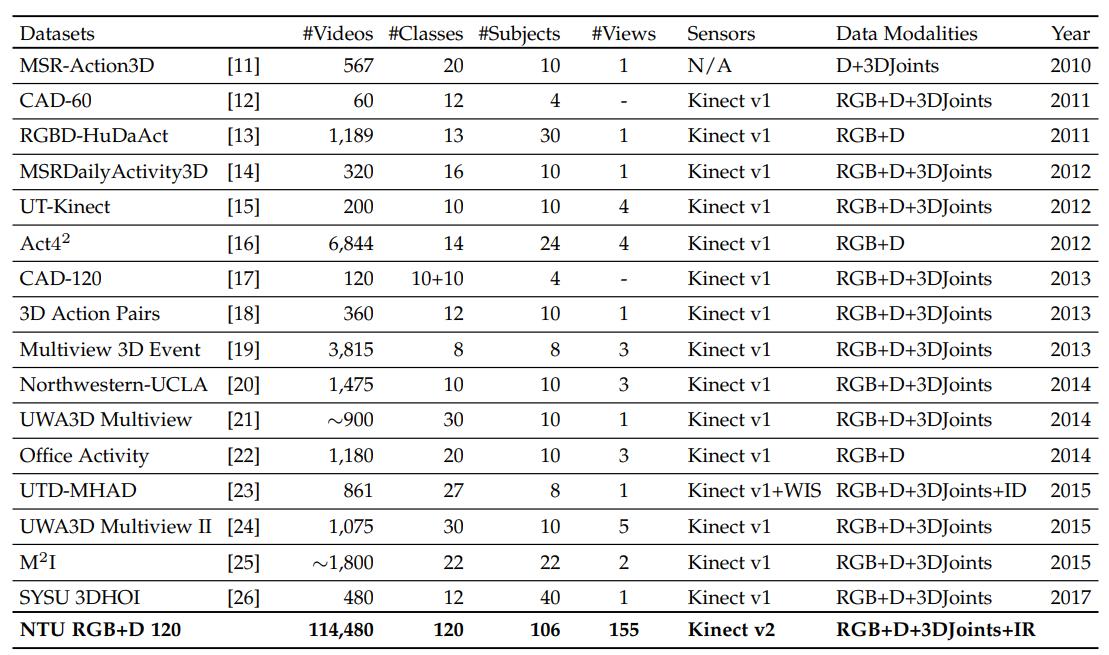 Datasets #Videos #Classes #Subjects #Views Sensors Data Modalities Year
MSR-Action3D [11] 567 20 10 1 N/A D+3DJoints 2010
CAD-60 [12] 60 12 4 - Kinect v1 RGB+D+3DJoints 2011
RGBD-HuDaAct [13] 1,189 13 30 1 Kinect v1 RGB+D 2011
MSRDailyActivity3D [14] 320 16 10 1 Kinect v1 RGB+D+3DJoints 2012
UT-Kinect [15] 200 10 10 4 Kinect v1 RGB+D+3DJoints 2012
Act4² [16] 6,844 14 24 4 Kinect v1 RGB+D 2012
CAD-120 [17] 120 10+10 4 - Kinect v1 RGB+D+3DJoints 2013
3D Action Pairs [18] 360 12 10 1 Kinect v1 RGB+D+3DJoints 2013
Multiview 3D Event [19] 3,815 8 8 3 Kinect v1 RGB+D+3DJoints 2013
Northwestern-UCLA [20] 1,475 10 10 3 Kinect v1 RGB+D+3DJoints 2014
UWA3D Multiview [21] ~900 30 10 1 Kinect v1 RGB+D+3DJoints 2014
Office Activity [22] 1,180 20 10 3 Kinect v1 RGB+D 2014
UTD-MHAD [23] 861 27 8 1 Kinect v1+WIS RGB+D+3DJoints+ID 2015
UWA3D Multiview II [24] 1,075 30 10 5 Kinect v1 RGB+D+3DJoints 2015
M²I [25] ~1,800 22 22 2 Kinect v1 RGB+D+3DJoints 2015
SYSU 3DHOI [26] 480 12 40 1 Kinect v1 RGB+D+3DJoints 2017
NTU RGB+D 120 114,480 120 106 155 Kinect v2 RGB+D+3DJoints+IR